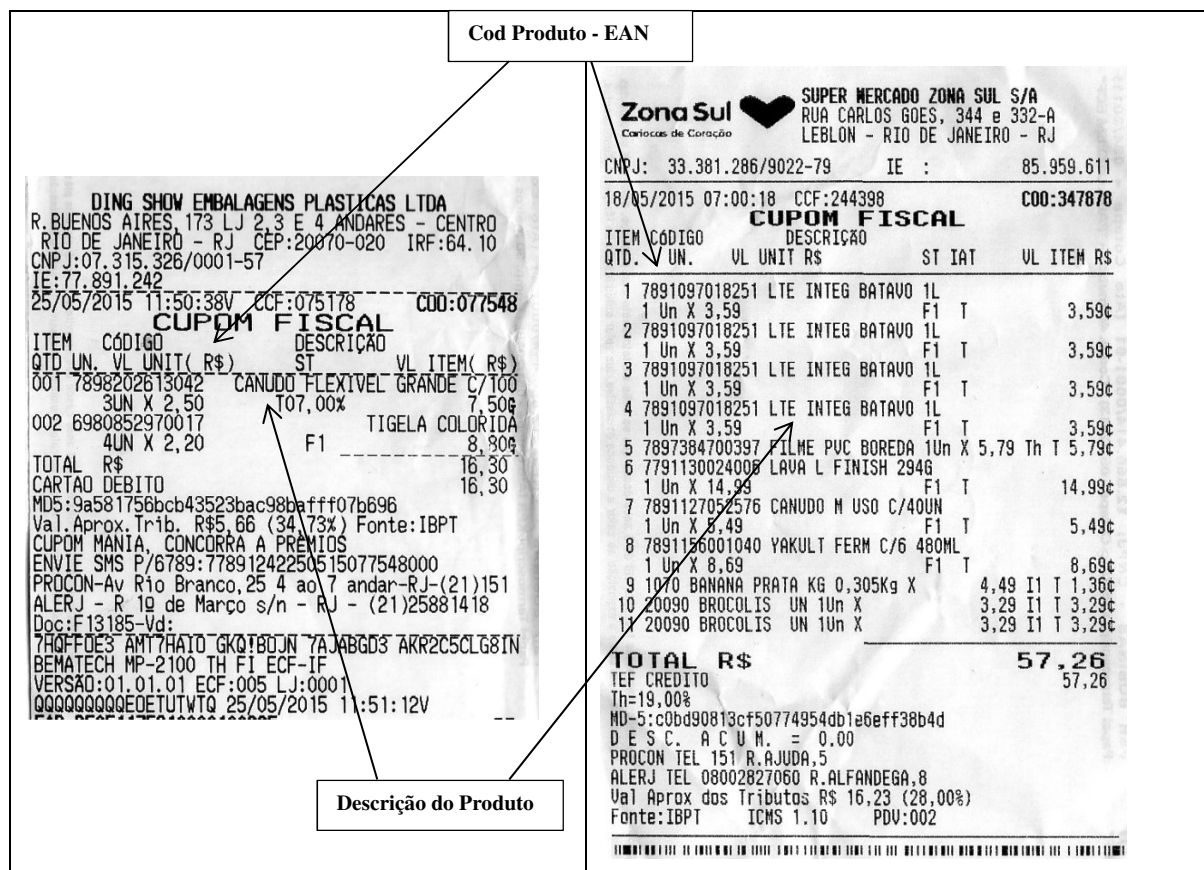 Cod Produto - EAN
DING SHOW EMBALAGENS PLASTICAS LTDA
R.BUENOS AIRES,173 LJ 2,3 E 4 ANDARES - CENTRO
RIO DE JANEIRO - RJ CEP:20070-020 IRF:64.10
CNPJ:07.315.326/0001-57
IE:77.891.242
25/05/2015 11:50:38V CCF:075178 COO:077548
CUPOM FISCAL
ITEM CÓDIGO DESCRIÇÃO
QTD UN. VL UNIT( R$) ST VL ITEM( R$)
001 7898202613042 CANUDO FLEXIVEL GRANDE C/100
3UN X 2,50 T07,00% 7,50G
002 6980852970017 TIGELA COLORIDA
4UN X 2,20 F1 8,80G
TOTAL R$ 16,30
CARTAO DEBITO 16,30
MD5:9a581756bcb43523bac98bafff07b696
Val.Aprox.Trib. R$5,66 (34,73%) Fonte:IBPT
CUPOM MANIA, CONCORRA A PRÊMIOS
ENVIE SMS P/6789:77891242250515077548000
PROCON-Av Rio Branco,25 4 ao 7 andar-RJ-(21)151
ALERJ - R 1º de Março s/n - RJ - (21)25881418
Doc:F13185-Vd:
7HQFFOE3 AMT7HAIO GKQ!BOJN 7AJABGD3 AKR2C5CLG8IN
BEMATECH MP-2100 TH FI ECF-IF
VERSÃO:01.01.01 ECF:005 LJ:0001
QQQQQQQQQEOETUTWTQ 25/05/2015 11:51:12V
Zona Sul
Cariocas de Coração
SUPER MERCADO ZONA SUL S/A
RUA CARLOS GOES, 344 e 332-A
LEBLON - RIO DE JANEIRO - RJ
CNPJ: 33.381.286/9022-79 IE : 85.959.611
18/05/2015 07:00:18 CCF:244398 COO:347878
CUPOM FISCAL
ITEM CÓDIGO DESCRIÇÃO
QTD. UN. VL UNIT R$ ST IAT VL ITEM R$
1 7891097018251 LTE INTEG BATAVO 1L
1 Un X 3,59 F1 T 3,59¢
2 7891097018251 LTE INTEG BATAVO 1L
1 Un X 3,59 F1 T 3,59¢
3 7891097018251 LTE INTEG BATAVO 1L
1 Un X 3,59 F1 T 3,59¢
4 7891097018251 LTE INTEG BATAVO 1L
1 Un X 3,59 F1 T 3,59¢
5 7897384700397 FILME PVC BOREDA 1Un X 5,79 Th T 5,79¢
6 7791130024006 LAVA L FINISH 294G
1 Un X 14,99 F1 T 14,99¢
7 7891127052576 CANUDO M USO C/40UN
1 Un X 5,49 F1 T 5,49¢
8 7891156001040 YAKULT FERM C/6 480ML
1 Un X 8,69 F1 T 8,69¢
9 1070 BANANA PRATA KG 0,305Kg X 4,49 I1 T 1,36¢
10 20090 BROCOLIS UN 1Un X 3,29 I1 T 3,29¢
11 20090 BROCOLIS UN 1Un X 3,29 I1 T 3,29¢
TOTAL R$ 57,26
TEF CREDITO 57,26
Th=19,00%
MD-5:c0bd90813cf50774954db1e6eff38b4d
D E S C. A C U M. = 0.00
PROCON TEL 151 R.AJUDA,5
ALERJ TEL 08002827060 R.ALFANDEGA,8
Val Aprox dos Tributos R$ 16,23 (28,00%)
Fonte:IBPT ICMS 1.10 PDV:002
Descrição do Produto